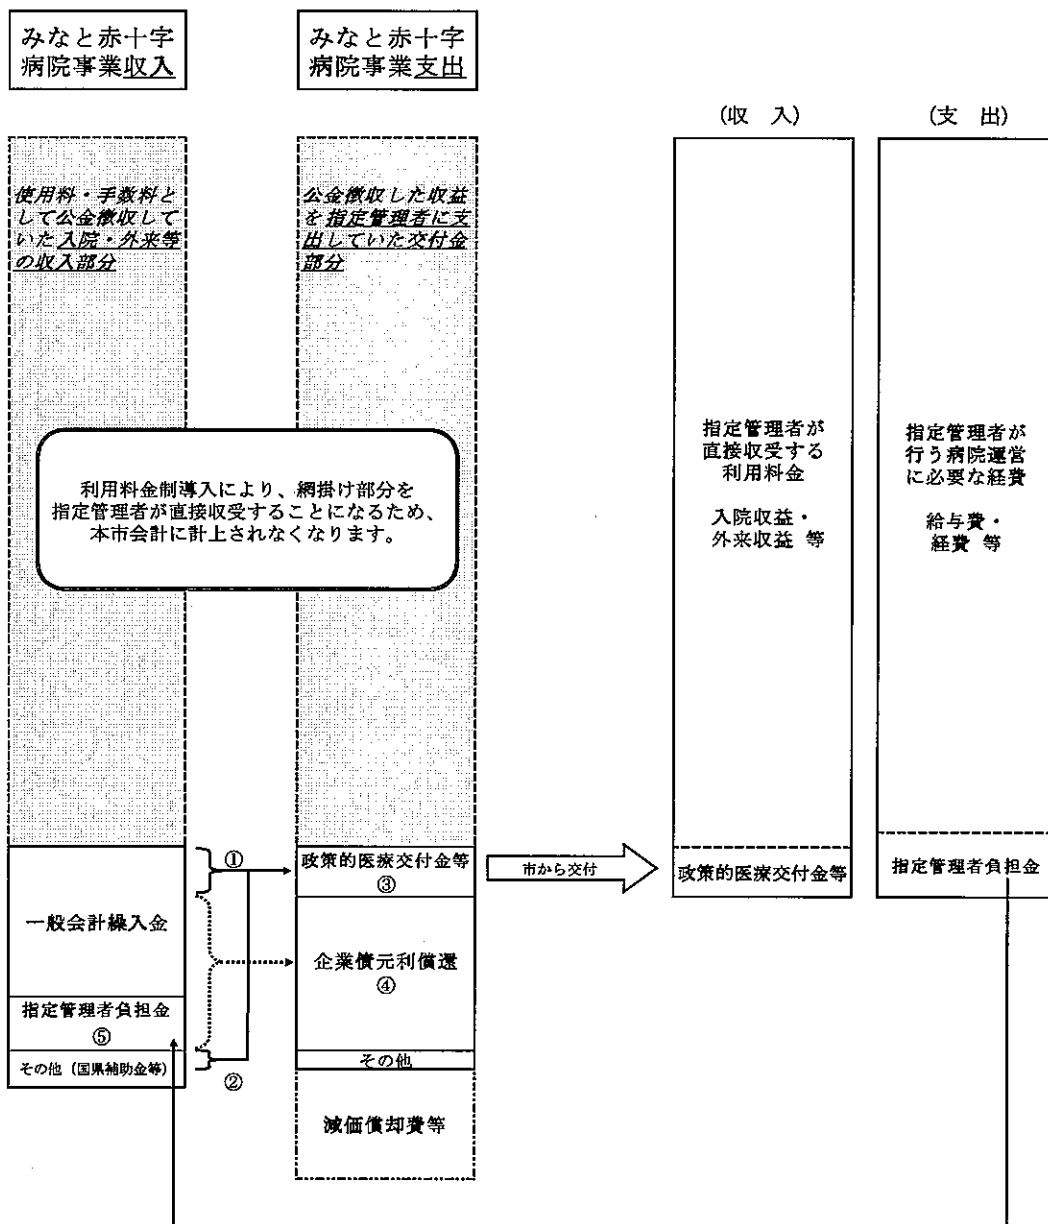 みなと赤十字
病院事業収入
みなと赤十字
病院事業支出
(収 入)
(支 出)
使用料・手数料と
して公金徴収して
いた入院・外来等
の収入部分
公金徴収した収益
を指定管理者に支
出していた交付金
部分
利用料金制導入により、網掛け部分を
指定管理者が直接収受することになるため、
本市会計に計上されなくなります。
指定管理者が
直接収受する
利用料金
入院収益・
外来収益 等
指定管理者が
行う病院運営
に必要な経費
給与費・
経費 等
一般会計繰入金
指定管理者負担金
⑤
その他(国県補助金等)
①
②
政策的医療交付金等
③
企業債元利償還
④
その他
減価償却費等
市から交付
政策的医療交付金等
指定管理者負担金